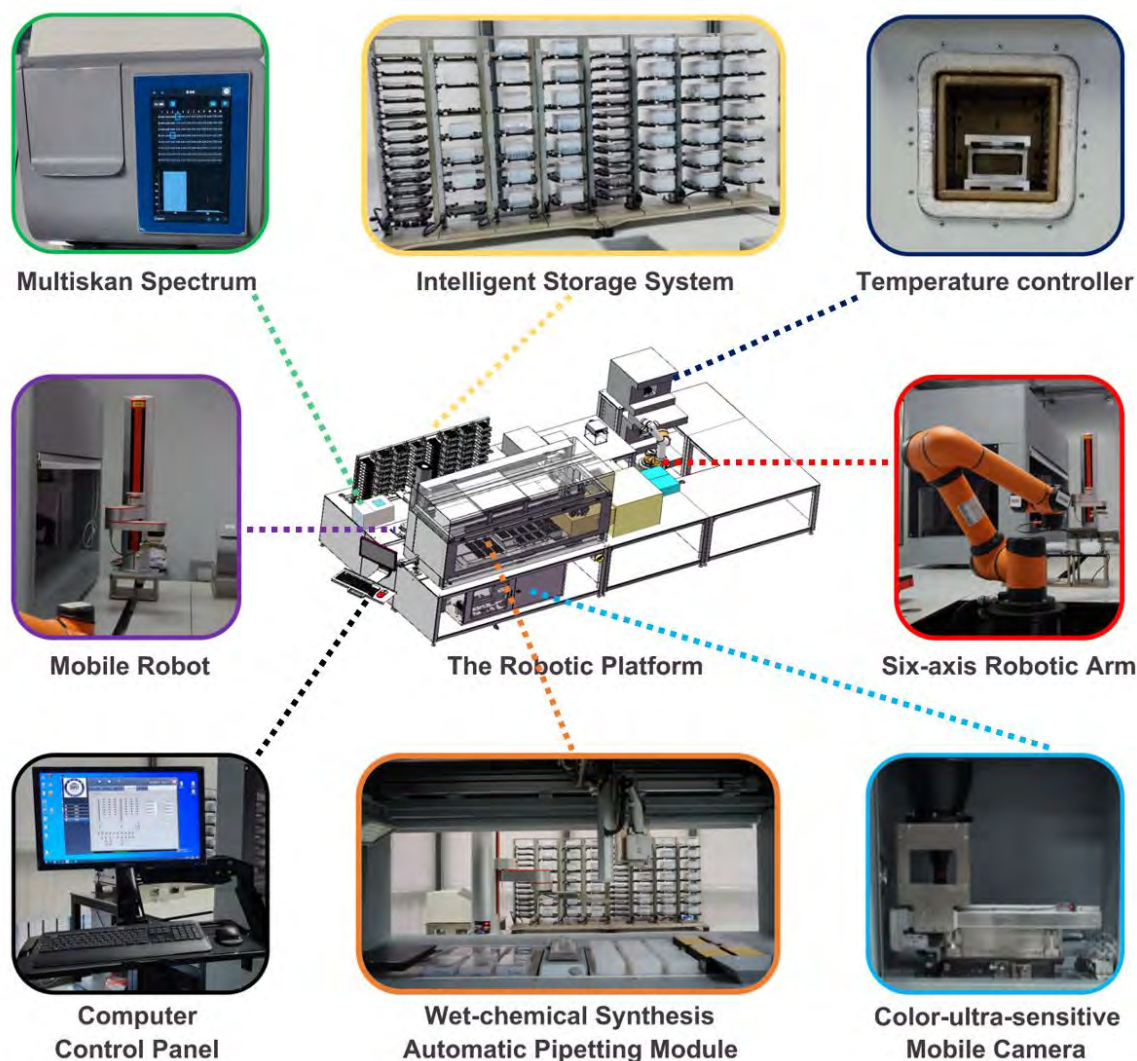 Multiskan Spectrum
Intelligent Storage System
Temperature controller
Mobile Robot
The Robotic Platform
Six-axis Robotic Arm
Computer
Control Panel
Wet-chemical Synthesis
Automatic Pipetting Module
Color-ultra-sensitive
Mobile Camera